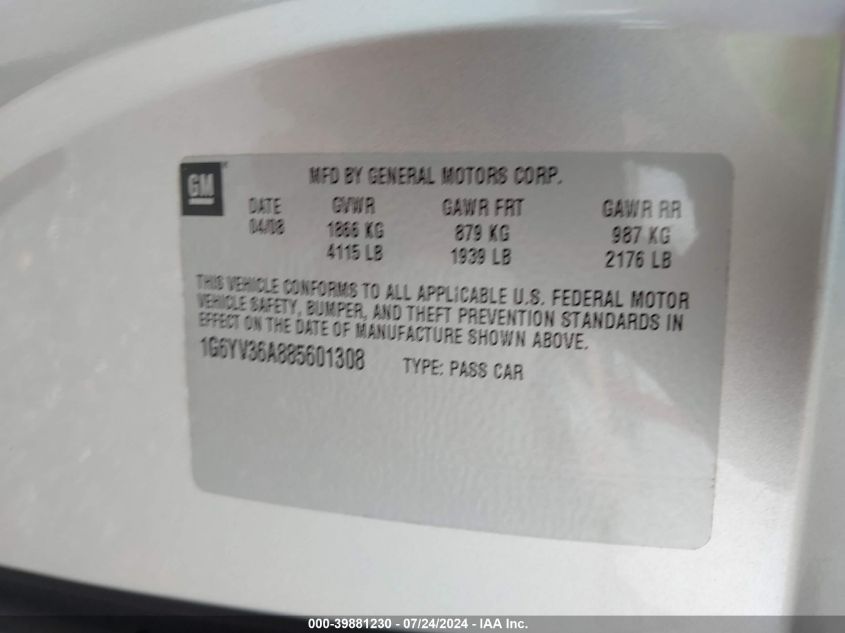 GM
MFD BY GENERAL MOTORS CORP.
DATE GVWR GAWR FRT GAWR RR
04/08 1866 KG 879 KG 987 KG
4115 LB 1939 LB 2176 LB
THIS VEHICLE CONFORMS TO ALL APPLICABLE U.S. FEDERAL MOTOR
VEHICLE SAFETY, BUMPER, AND THEFT PREVENTION STANDARDS IN
EFFECT ON THE DATE OF MANUFACTURE SHOWN ABOVE.
1G6YV36A885601308 TYPE: PASS CAR
000-39881230 - 07/24/2024 - IAA Inc.